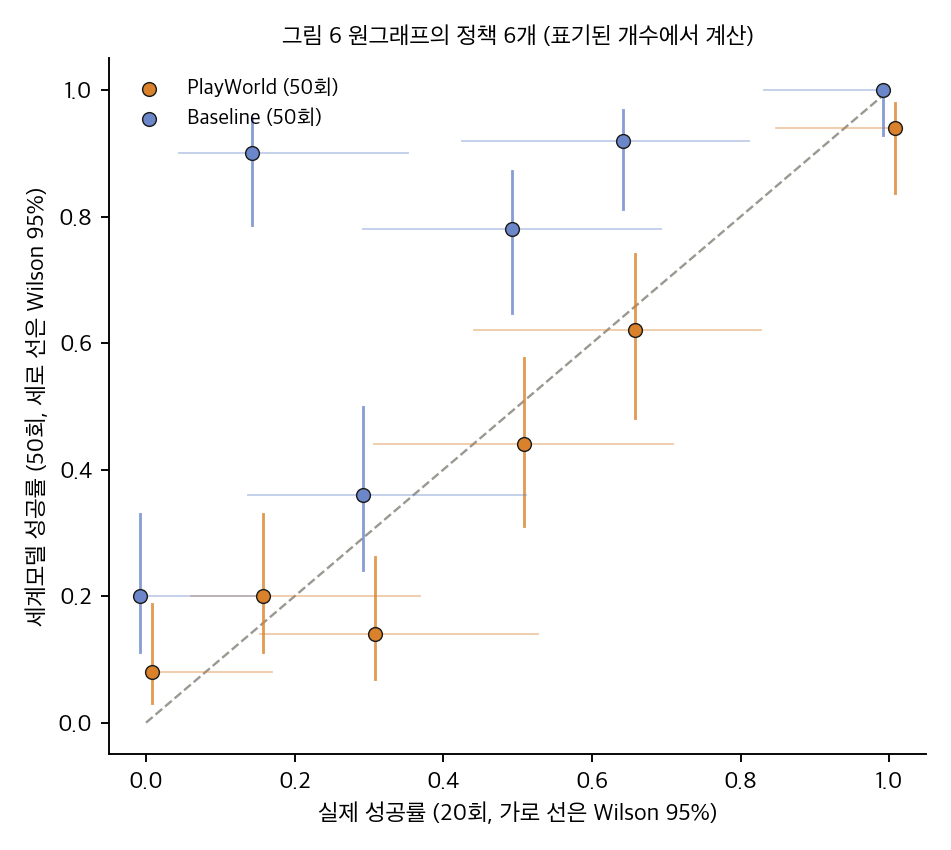 그림 6 원그래프의 정책 6개 (표기된 개수에서 계산)
PlayWorld (50회)
Baseline (50회)
세계모델 성공률 (50회, 세로 선은 Wilson 95%)
1.0
0.8
0.6
0.4
0.2
0.0
0.0 0.2 0.4 0.6 0.8 1.0
실제 성공률 (20회, 가로 선은 Wilson 95%)